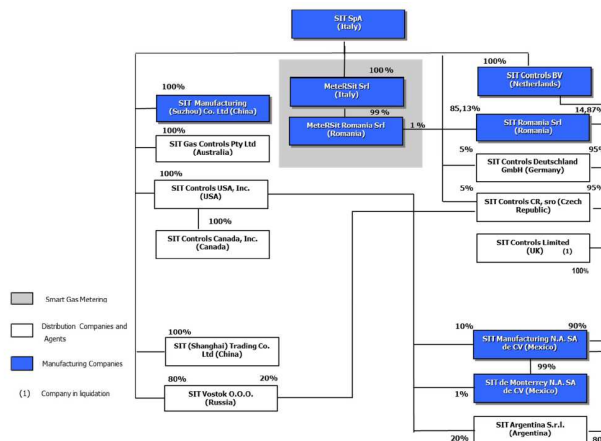 SIT SpA
(Italy)
100%
100 %
100%
SIT Controls BV
(Netherlands)
SIT Manufacturing
(Suzhou) Co. Ltd (China)
MeteRSit Srl
(Italy)
99 %
85,13%
14,87%
MeteRSit Romania Srl
(Romania)
1 %
SIT Romania Srl
(Romania)
100%
SIT Gas Controls Pty Ltd
(Australia)
5%
95%
SIT Controls Deutschland
GmbH (Germany)
100%
SIT Controls USA, Inc.
(USA)
5%
95%
SIT Controls CR, sro (Czech
Republic)
100%
SIT Controls Canada, Inc.
(Canada)
SIT Controls Limited
(UK) (1)
100%
Smart Gas Metering
Distribution Companies and
Agents
Manufacturing Companies
(1) Company in liquidation
100%
SIT (Shanghai) Trading Co.
Ltd (China)
10%
90%
SIT Manufacturing N.A. SA
de CV (Mexico)
99%
80%
20%
SIT Vostok O.O.O.
(Russia)
1%
SIT de Monterrey N.A. SA
de CV (Mexico)
SIT Argentina S.r.l.
(Argentina)
20%